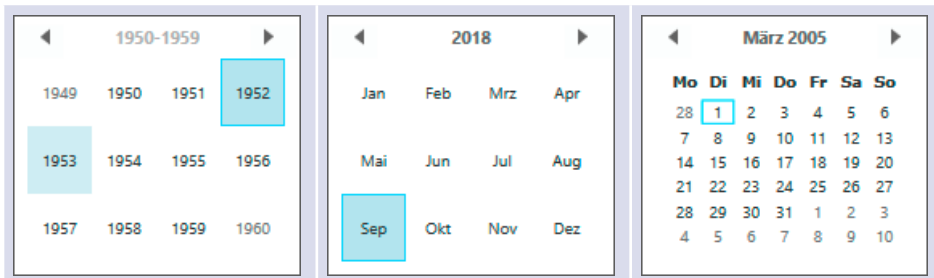 1950-1959
1949 1950 1951 1952
1953 1954 1955 1956
1957 1958 1959 1960
2018
Jan Feb Mrz Apr
Mai Jun Jul Aug
Sep Okt Nov Dez
März 2005
Mo Di Mi Do Fr Sa So
28 1 2 3 4 5 6
7 8 9 10 11 12 13
14 15 16 17 18 19 20
21 22 23 24 25 26 27
28 29 30 31 1 2 3
4 5 6 7 8 9 10